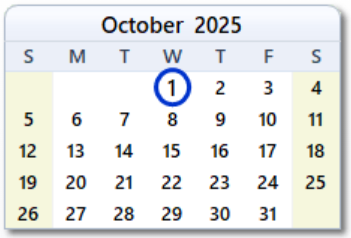 October 2025
S M T W T F S
1 2 3 4
5 6 7 8 9 10 11
12 13 14 15 16 17 18
19 20 21 22 23 24 25
26 27 28 29 30 31